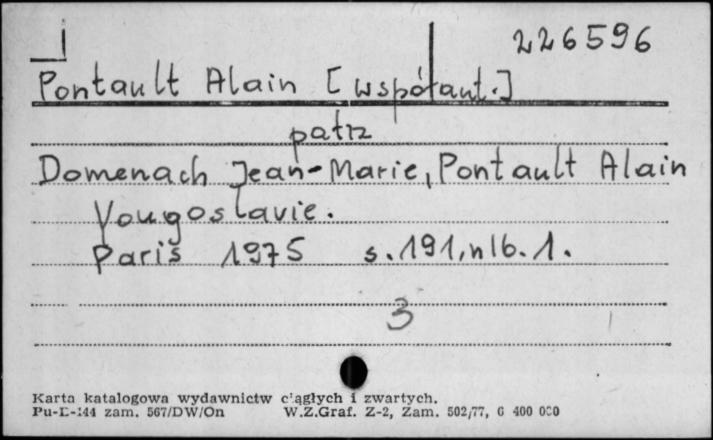 226596
Pontault Alain [współaut.]
patrz
Domenach Jean-Marie, Pontault Alain
Yougoslavie.
Paris 1975 s. 191, nlb. 1.
3
Karta katalogowa wydawnictw ciągłych i zwartych.
Pu-E-144 zam. 567/DW/On W.Z.Graf. Z-2, Zam. 502/77, G 400 000